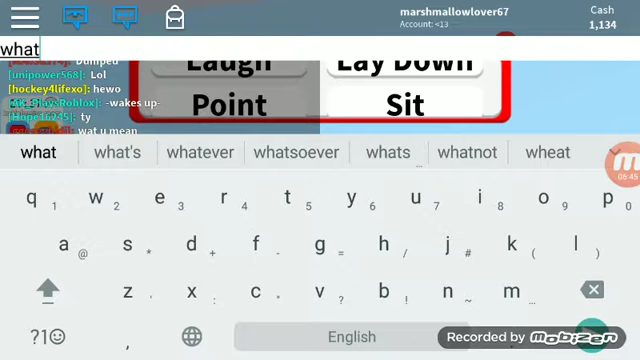 marshmallowlover67
Account: <13
Cash
1,134
what
Laugh
Lay Down
Point
Sit
[unipower568]: Lol
[hockey4lifexo]: hewo
[AK_PlaysRoblox]: -wakes up-
[Hope16245]: ty
wat u mean
what what's whatever whatsoever whats whatnot wheat
06:45
q 1 w 2 e 3 r 4 t 5 y 6 u 7 i 8 o 9 p 0
a @ s * d + f - g = h / j # k ( l )
z ' x : c " v ? b ! n ~ m ...
?1☺ , English
Recorded by Mobizen